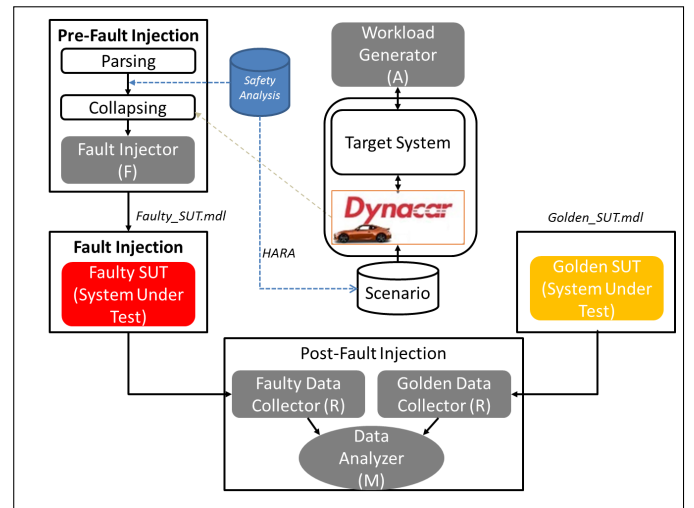 Pre-Fault Injection
Parsing
Collapsing
Fault Injector
(F)
Safety
Analysis
Workload
Generator
(A)
Target System
Dynacar
Scenario
HARA
Faulty_SUT.mdl
Golden_SUT.mdl
Fault Injection
Faulty SUT
(System Under
Test)
Golden SUT
(System Under
Test)
Post-Fault Injection
Faulty Data
Collector (R)
Golden Data
Collector (R)
Data
Analyzer
(M)